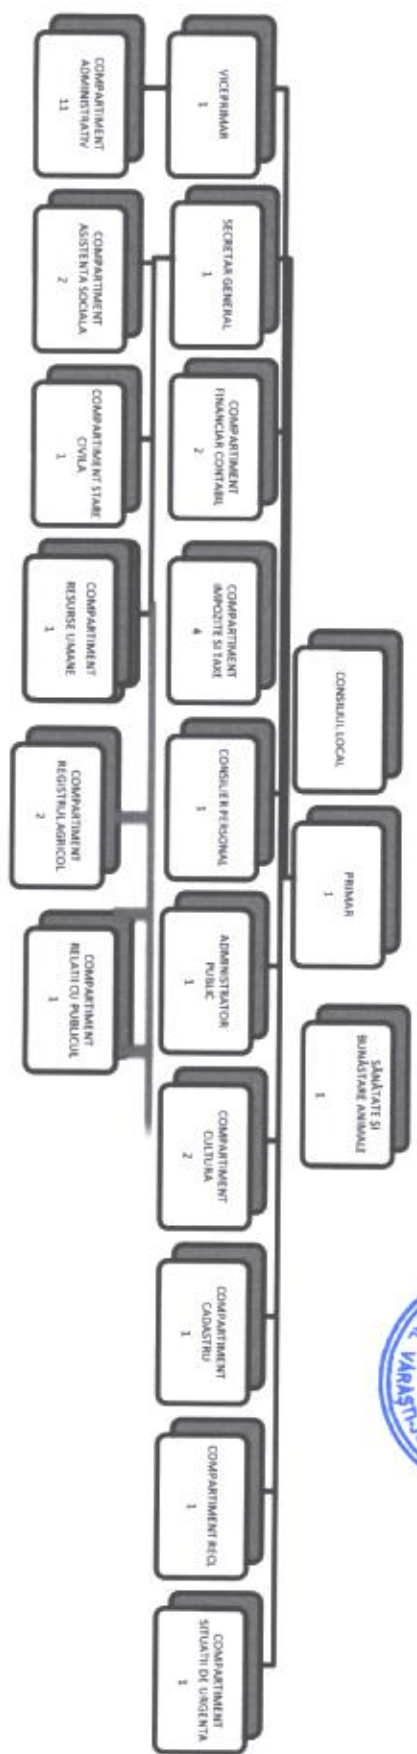 CONSILIUL LOCAL
PRIMAR
1
SĂNĂTATE ȘI
BUNĂSTARE ANIMALE
1
VICEPRIMAR
1
SECRETAR GENERAL
1
COMPARTIMENT
FINANCIAR CONTABIL
2
COMPARTIMENT
IMPOZITE SI TAXE
4
CONSILIER PERSONAL
1
ADMINISTRATOR
PUBLIC
1
COMPARTIMENT
CULTURA
2
COMPARTIMENT
CADASTRU
1
COMPARTIMENT RECL
1
COMPARTIMENT
SITUATII DE URGENTA
1
COMPARTIMENT
ADMINISTRATIV
11
COMPARTIMENT
ASISTENTA SOCIALA
2
COMPARTIMENT STARE
CIVILA
1
COMPARTIMENT
RESURSE UMANE
1
COMPARTIMENT
REGISTRUL AGRICOL
2
COMPARTIMENT
RELATII CU PUBLICUL
1